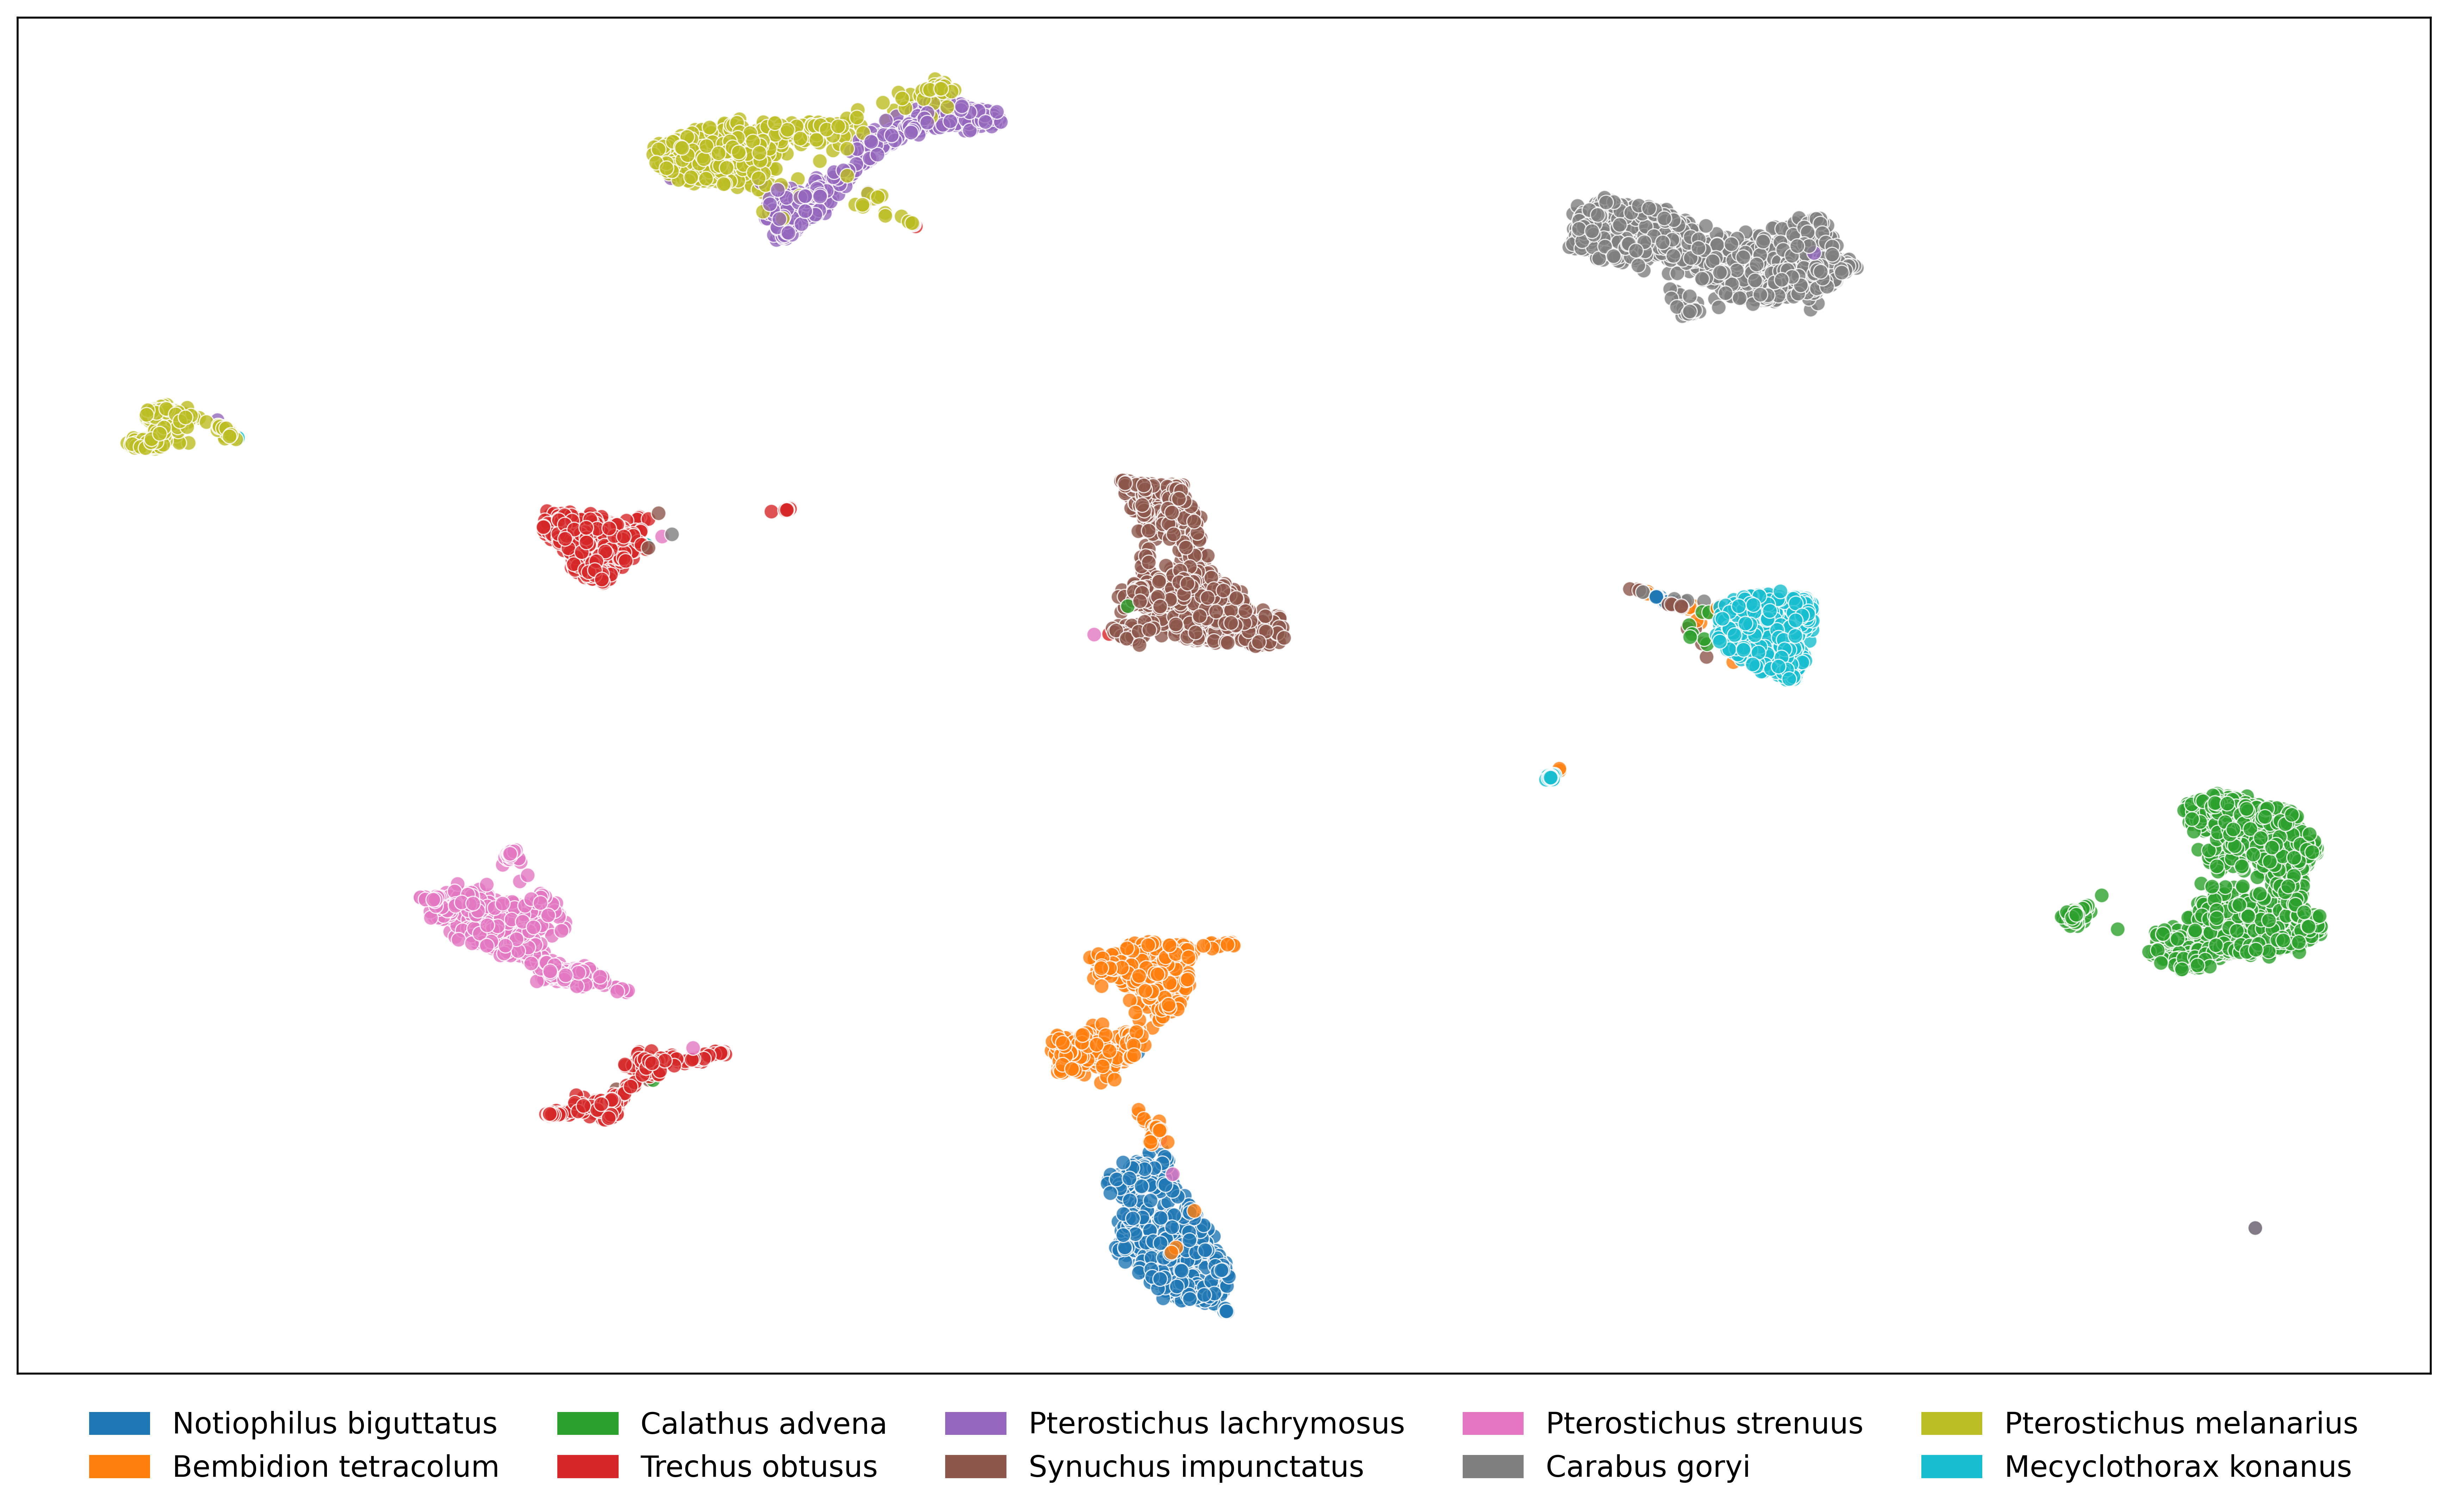 Notiophilus biguttatus Calathus advena Pterostichus lachrymosus Pterostichus strenuus Pterostichus melanarius
Bembidion tetracolum Trechus obtusus Synuchus impunctatus Carabus goryi Mecyclothorax konanus